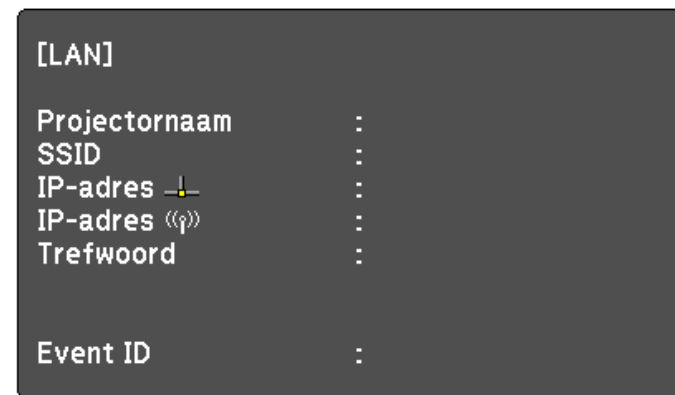 [LAN]
Projectornaam :
SSID :
IP-adres :
IP-adres :
Trefwoord :
Event ID :